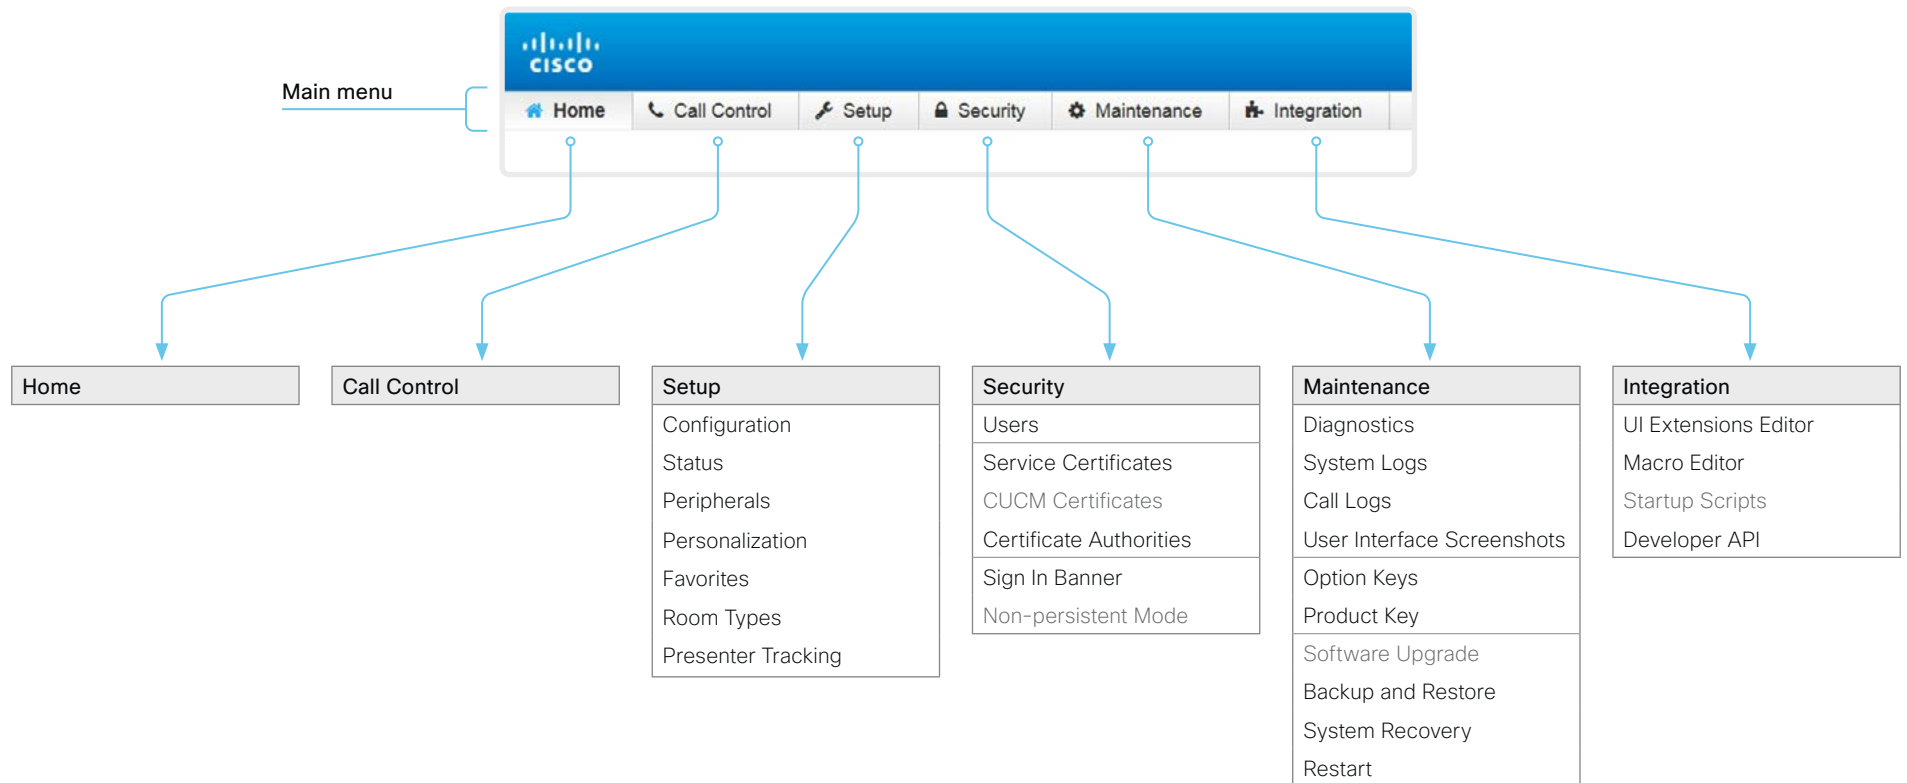 CISCO
Main menu
Home Call Control Setup Security Maintenance Integration
Home
Call Control
Setup
Configuration
Status
Peripherals
Personalization
Favorites
Room Types
Presenter Tracking
Security
Users
Service Certificates
CUCM Certificates
Certificate Authorities
Sign In Banner
Non-persistent Mode
Maintenance
Diagnostics
System Logs
Call Logs
User Interface Screenshots
Option Keys
Product Key
Software Upgrade
Backup and Restore
System Recovery
Restart
Integration
UI Extensions Editor
Macro Editor
Startup Scripts
Developer API